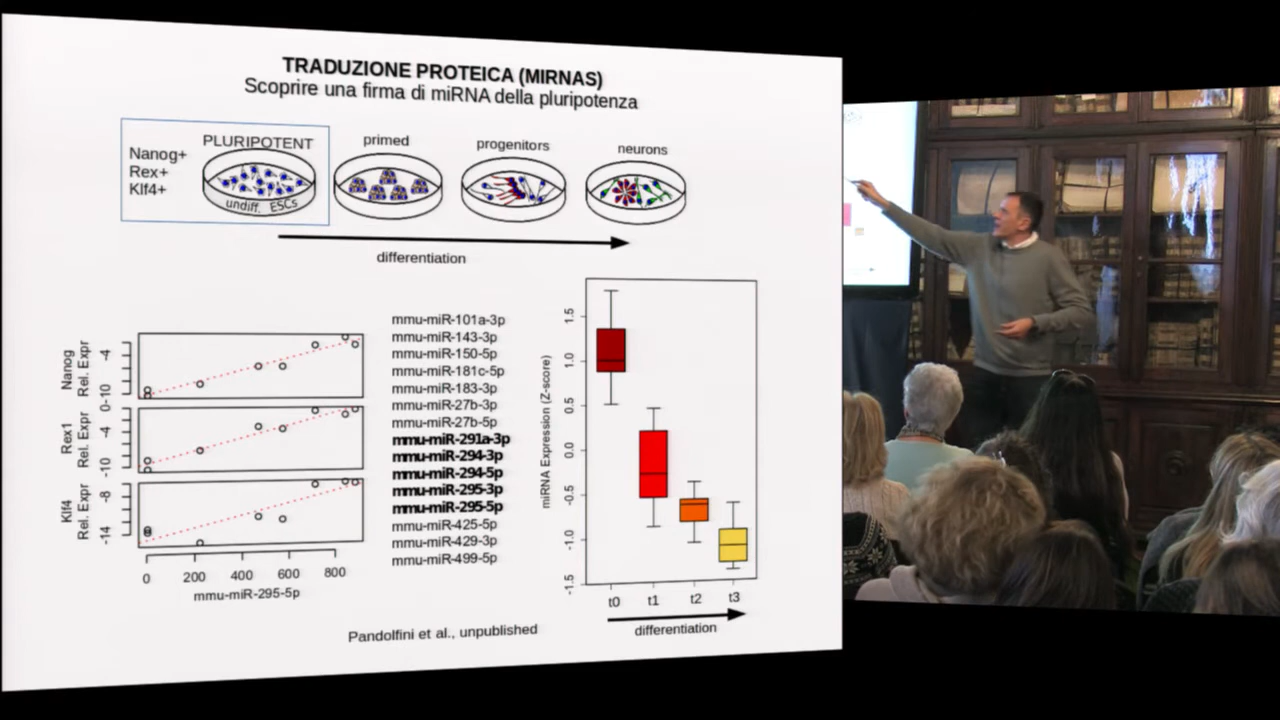 TRADUZIONE PROTEICA (MIRNAS)
Scoprire una firma di miRNA della pluripotenza
Nanog+
Rex+
Klf4+
PLURIPOTENT
undiff. ESCs
primed
progenitors
neurons
differentiation
Nanog
Rel. Expr
-4
-10
Rex1
Rel. Expr
0
-4
-10
Klf4
Rel. Expr
-8
-14
0 200 400 600 800
mmu-miR-295-5p
mmu-miR-101a-3p
mmu-miR-143-3p
mmu-miR-150-5p
mmu-miR-181c-5p
mmu-miR-183-3p
mmu-miR-27b-3p
mmu-miR-27b-5p
mmu-miR-291a-3p
mmu-miR-294-3p
mmu-miR-294-5p
mmu-miR-295-3p
mmu-miR-295-5p
mmu-miR-425-5p
mmu-miR-429-3p
mmu-miR-499-5p
miRNA Expression (Z-score)
1.5
1.0
0.5
0.0
-0.5
-1.0
-1.5
t0 t1 t2 t3
differentiation
Pandolfini et al., unpublished